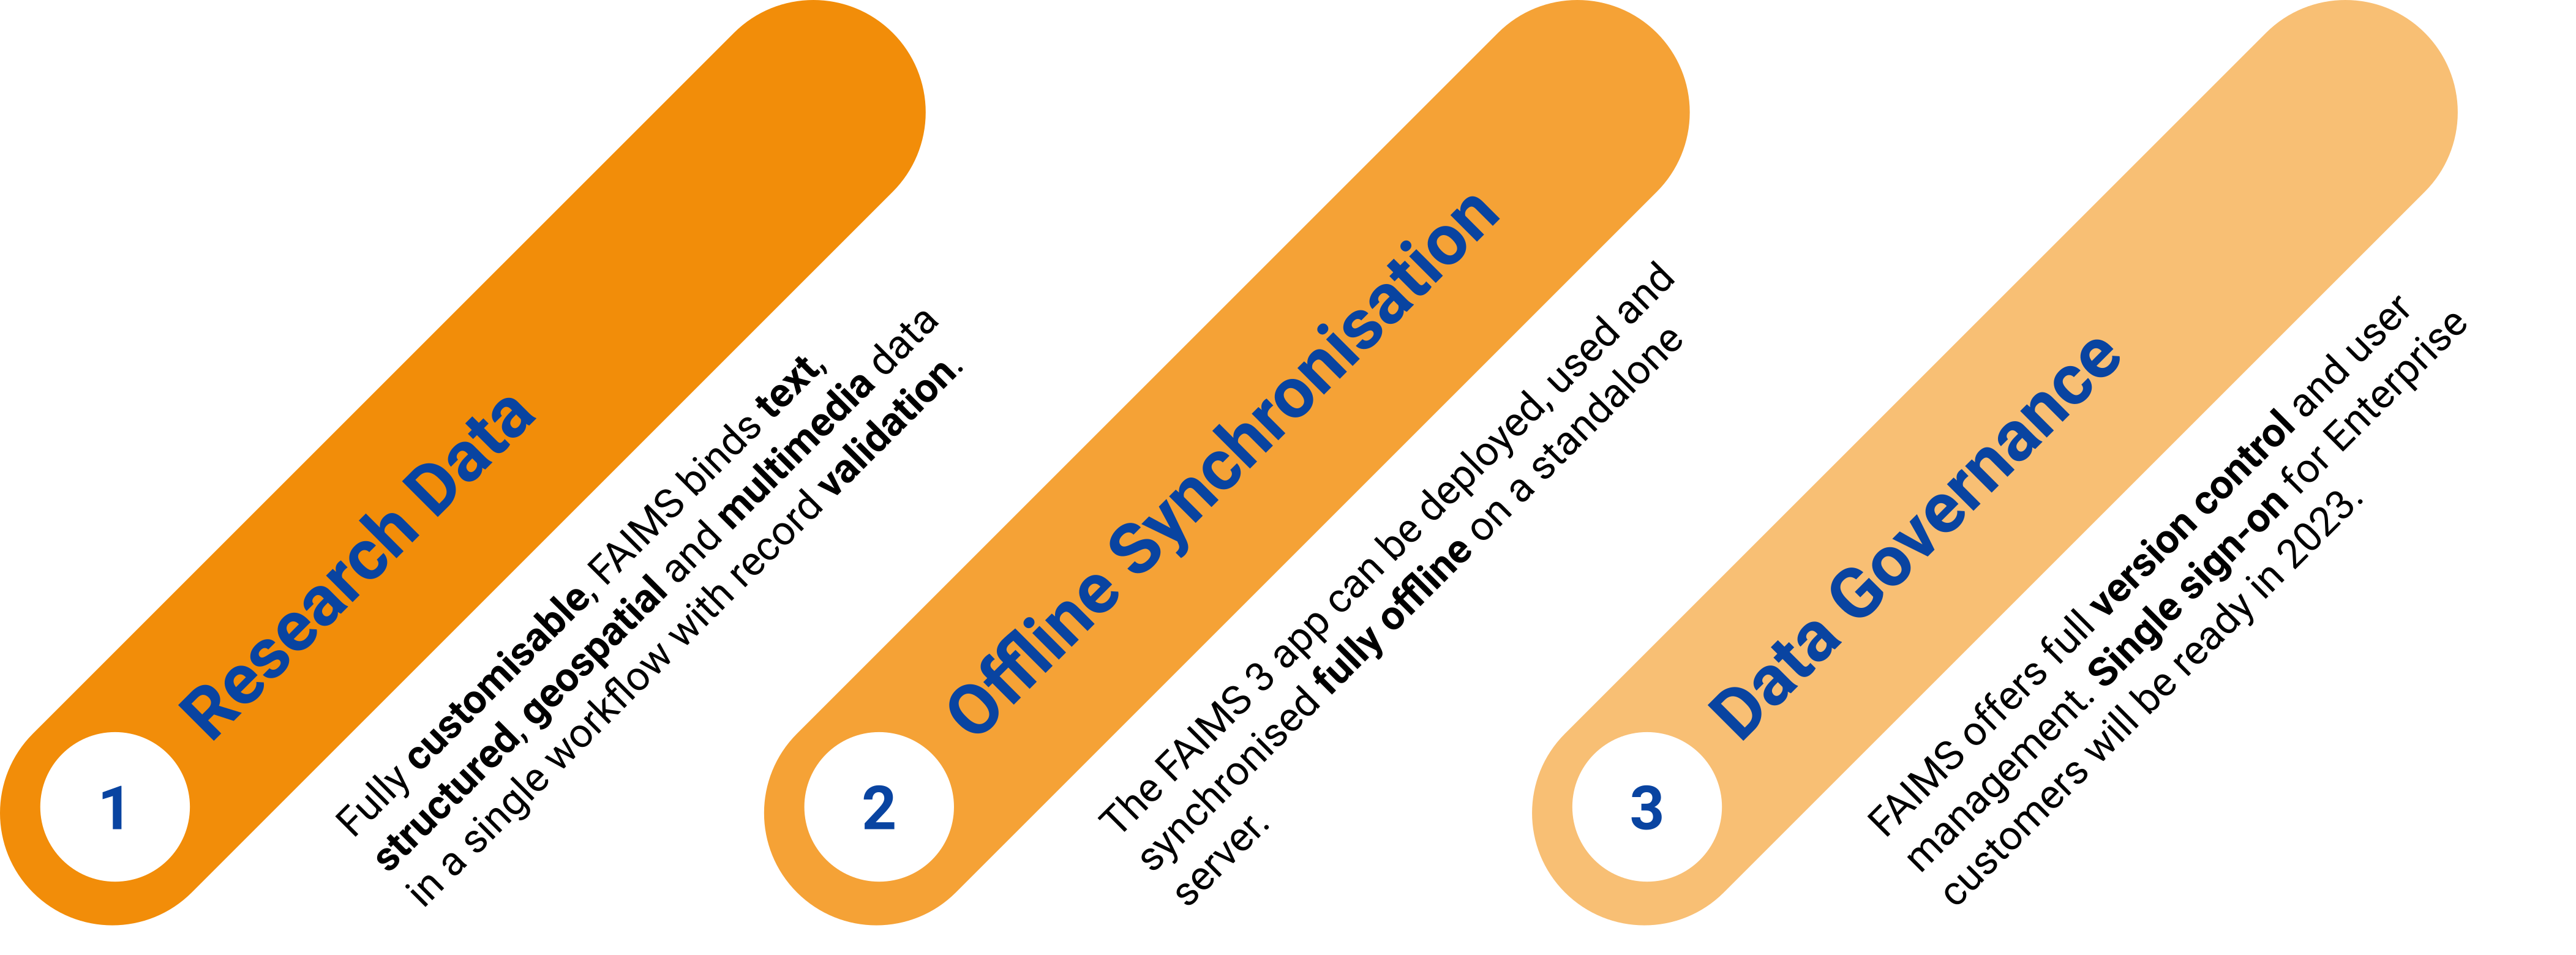 1
Research Data
Fully customisable, FAIMS binds text,
structured, geospatial and multimedia data
in a single workflow with record validation.
2
Offline Synchronisation
The FAIMS 3 app can be deployed, used and
synchronised fully offline on a standalone
server.
3
Data Governance
FAIMS offers full version control and user
management. Single sign-on for Enterprise
customers will be ready in 2023.